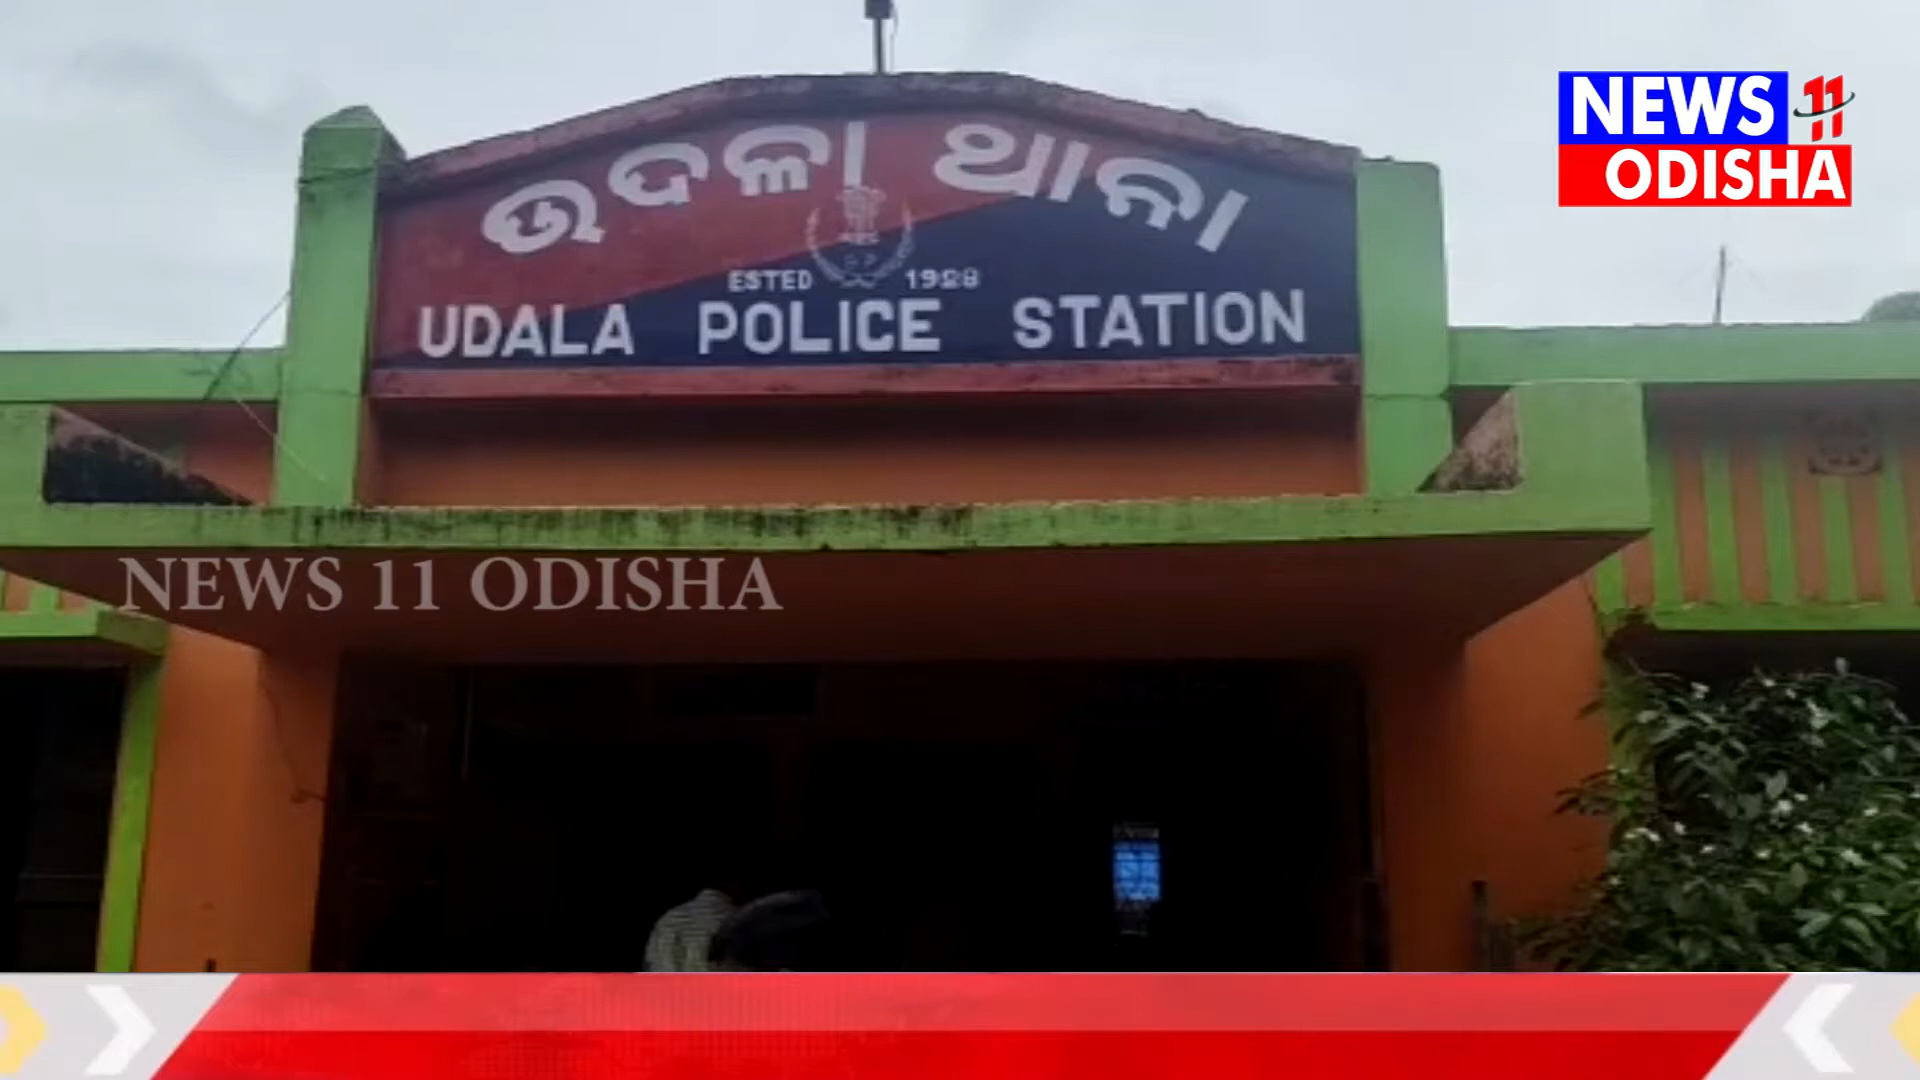 NEWS 11
ODISHA
ଉଦଳା ଥାନା
ESTED 1928
UDALA POLICE STATION
NEWS 11 ODISHA